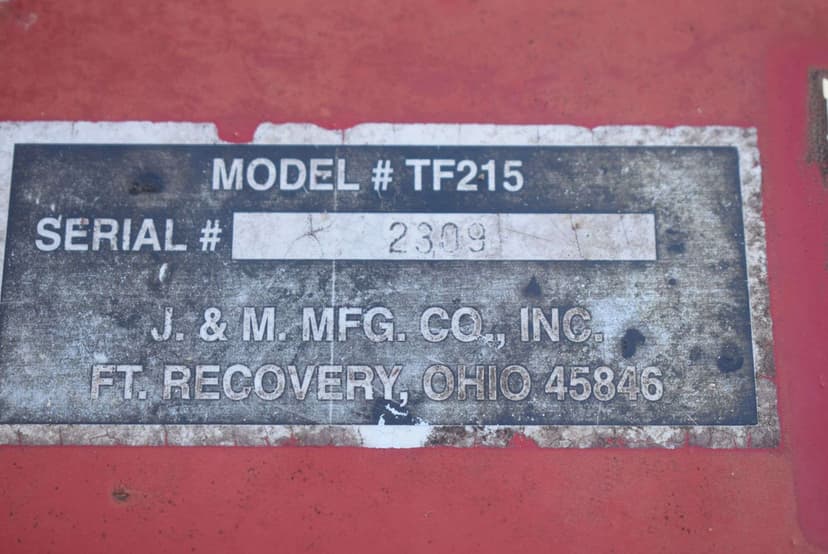 MODEL # TF215
SERIAL # 2309
J. & M. MFG. CO., INC.
FT. RECOVERY, OHIO 45846